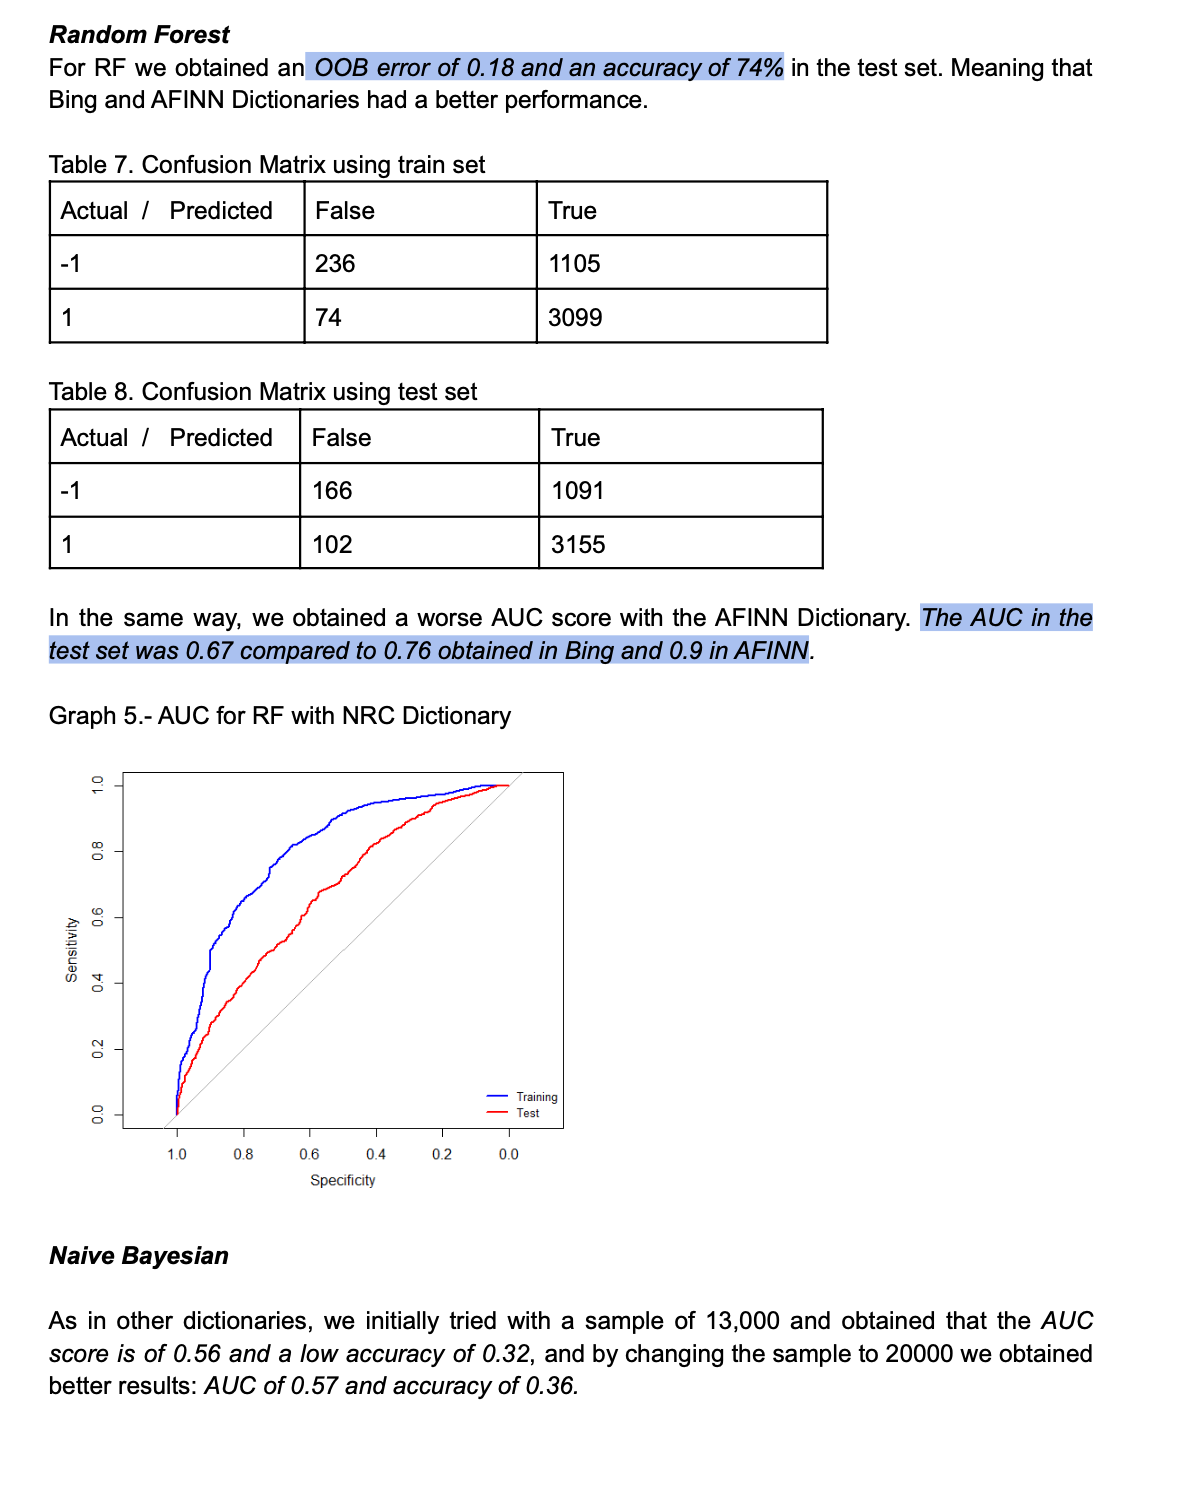 Random Forest
For RF we obtained an OOB error of 0.18 and an accuracy of 74% in the test set. Meaning that
Bing and AFINN Dictionaries had a better performance.
Table 7. Confusion Matrix using train set
Actual / Predicted False True
-1 236 1105
1 74 3099
Table 8. Confusion Matrix using test set
Actual / Predicted False True
-1 166 1091
1 102 3155
In the same way, we obtained a worse AUC score with the AFINN Dictionary. The AUC in the
test set was 0.67 compared to 0.76 obtained in Bing and 0.9 in AFINN.
Graph 5.- AUC for RF with NRC Dictionary
1.0
0.8
0.6
0.4
0.2
0.0
Sensitivity
Training
Test
1.0 0.8 0.6 0.4 0.2 0.0
Specificity
Naive Bayesian
As in other dictionaries, we initially tried with a sample of 13,000 and obtained that the AUC
score is of 0.56 and a low accuracy of 0.32, and by changing the sample to 20000 we obtained
better results: AUC of 0.57 and accuracy of 0.36.